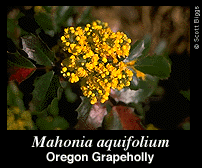 © Scott Biggs
Mahonia aquifolium
Oregon Grapeholly